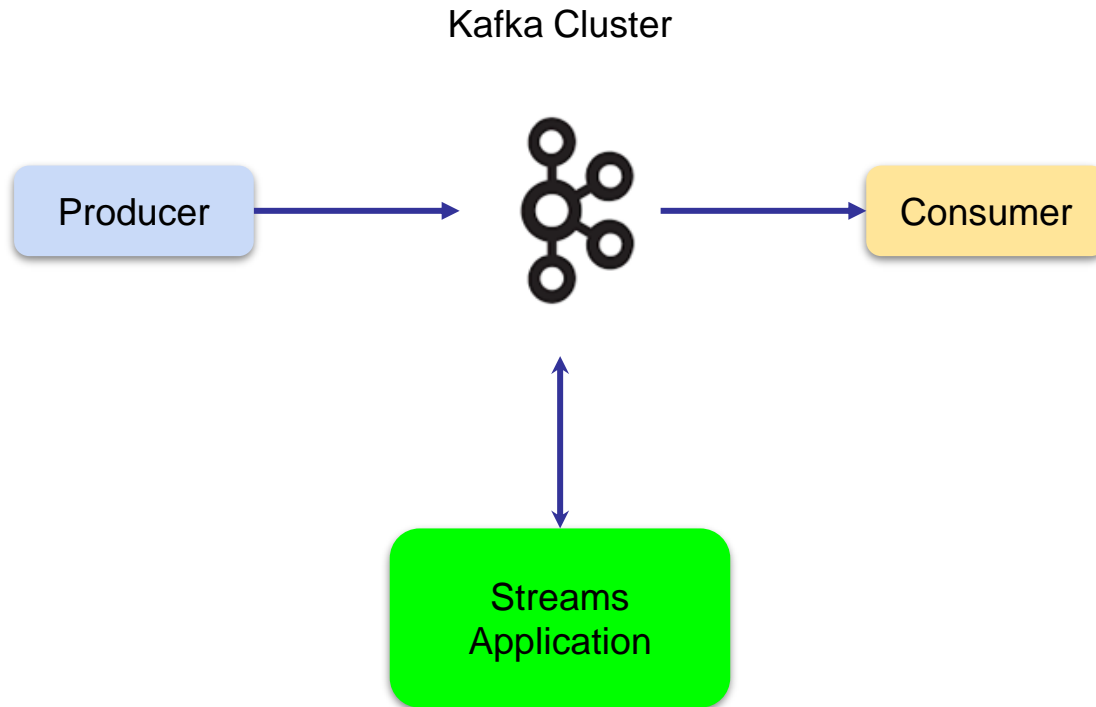 Kafka Cluster
Producer
Consumer
Streams
Application